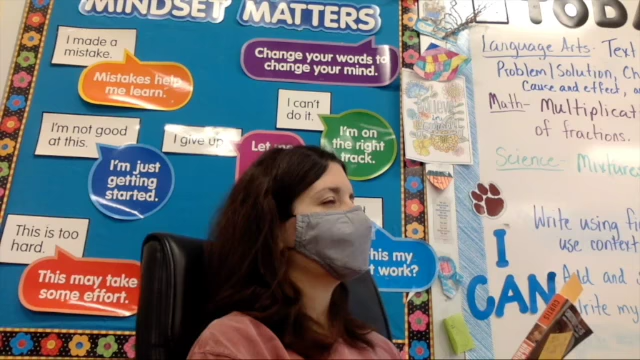 MINDSET MATTERS
I made a
mistake.
Mistakes help
me learn.
Change your words to
change your mind.
I can't
do it.
I'm on
the right
track.
I'm not good
at this.
I give up.
I'm just
getting
started.
This is too
hard.
This may take
some effort.
my
work?
TOD
Language Arts- Text
Problem/Solution,
Cause and effect,
Math- Multiplicat
of fractions.
Science- Mixtures
Write using
use context
I
CAN
Add and
Write my